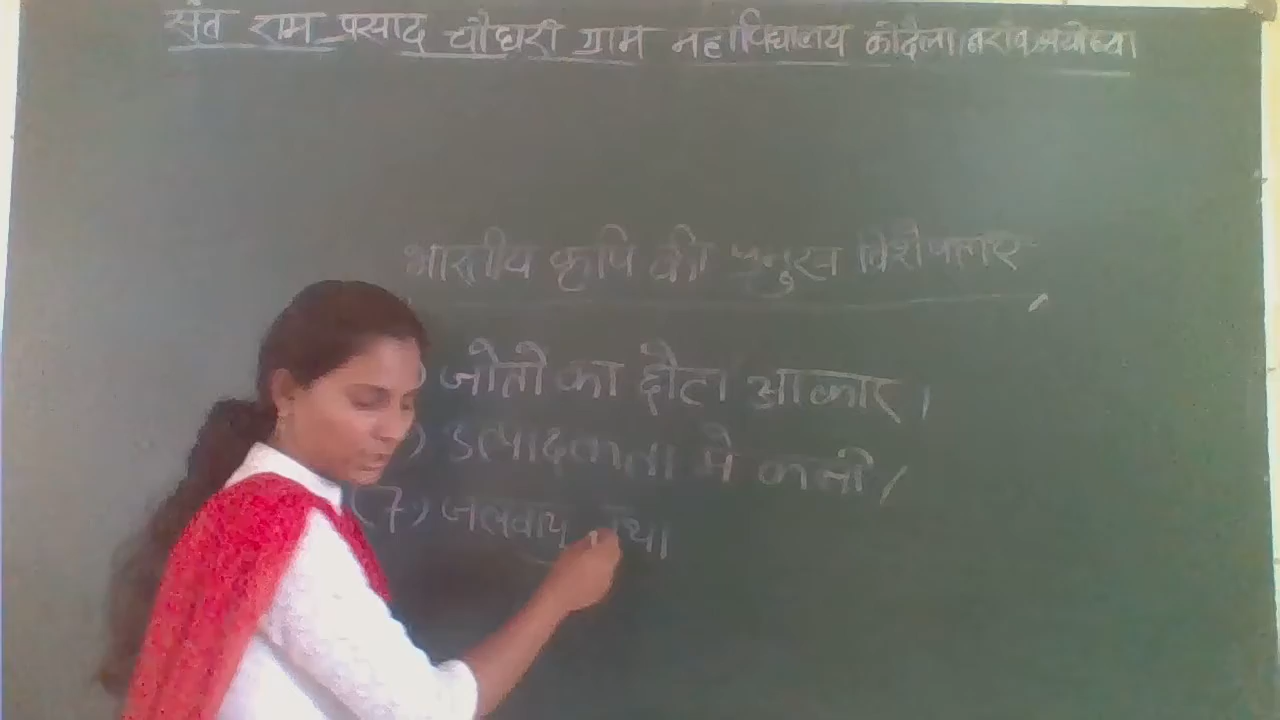 संत राम प्रसाद चौधरी ग्राम महाविद्यालय कोदैला
भारतीय कृषि की प्रमुख विशेषताएं
) जोतो का छोटा आकार।
) उत्पादकता मे कमी/
(7) जलवायु तथा